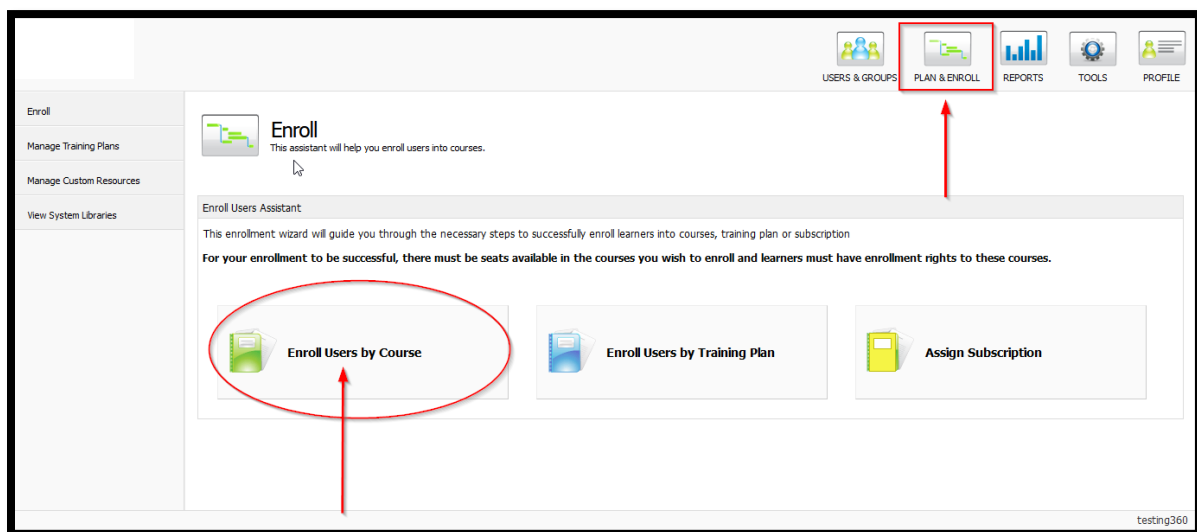 USERS & GROUPS
PLAN & ENROLL
REPORTS
TOOLS
PROFILE
Enroll
Manage Training Plans
Manage Custom Resources
View System Libraries
Enroll
This assistant will help you enroll users into courses.
Enroll Users Assistant
This enrollment wizard will guide you through the necessary steps to successfully enroll learners into courses, training plan or subscription
For your enrollment to be successful, there must be seats available in the courses you wish to enroll and learners must have enrollment rights to these courses.
Enroll Users by Course
Enroll Users by Training Plan
Assign Subscription
testing360